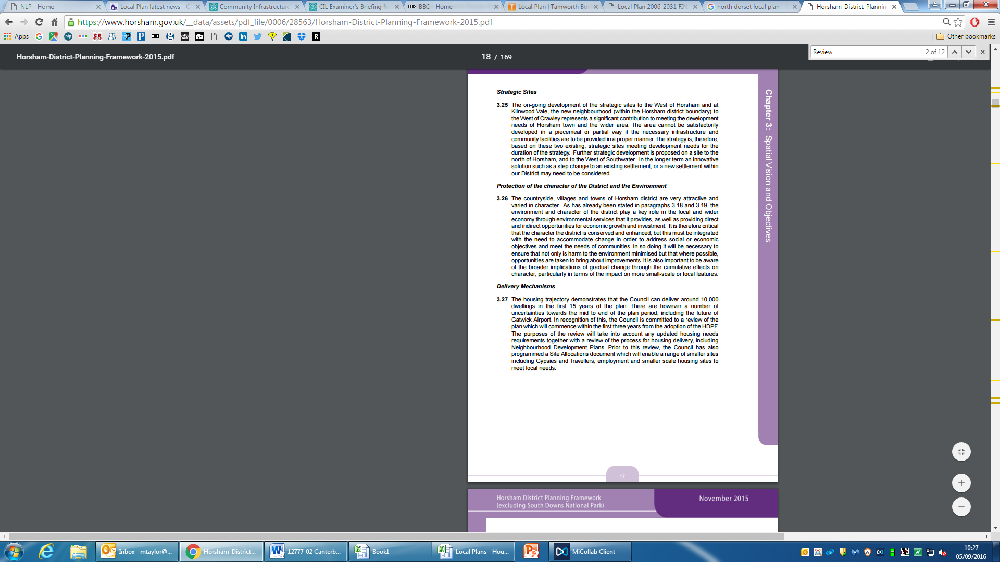 NLP - Home
Local Plan latest news - C
Community Infrastructure
CIL Examiner's Briefing N
BBC - Home
Local Plan | Tamworth Bo
Local Plan 2006-2031 FIN
north dorset local plan -
Horsham-District-Plannin
https://www.horsham.gov.uk/__data/assets/pdf_file/0006/28563/Horsham-District-Planning-Framework-2015.pdf
Apps
Other bookmarks
Horsham-District-Planning-Framework-2015.pdf
18 / 169
Review
2 of 12
Chapter 3: Spatial Vision and Objectives
Strategic Sites
3.25 The on-going development of the strategic sites to the West of Horsham and at
Kilnwood Vale, the new neighbourhood (within the Horsham district boundary) to
the West of Crawley represents a significant contribution to meeting the development
needs of Horsham town and the wider area. The area cannot be satisfactorily
developed in a piecemeal or partial way if the necessary infrastructure and
community facilities are to be provided in a proper manner. The strategy is, therefore,
based on these two existing, strategic sites meeting development needs for the
duration of the strategy. Further strategic development is proposed on a site to the
north of Horsham, and to the West of Southwater. In the longer term an innovative
solution such as a step change to an existing settlement, or a new settlement within
our District may need to be considered.
Protection of the character of the District and the Environment
3.26 The countryside, villages and towns of Horsham district are very attractive and
varied in character. As has already been stated in paragraphs 3.18 and 3.19, the
environment and character of the district play a key role in the local and wider
economy through environmental services that it provides, as well as providing direct
and indirect opportunities for economic growth and investment. It is therefore critical
that the character the district is conserved and enhanced, but this must be integrated
with the need to accommodate change in order to address social or economic
objectives and meet the needs of communities. In so doing it will be necessary to
ensure that not only is harm to the environment minimised but that where possible,
opportunities are taken to bring about improvements. It is also important to be aware
of the broader implications of gradual change through the cumulative effects on
character, particularly in terms of the impact on more small-scale or local features.
Delivery Mechanisms
3.27 The housing trajectory demonstrates that the Council can deliver around 10,000
dwellings in the first 15 years of the plan. There are however a number of
uncertainties towards the mid to end of the plan period, including the future of
Gatwick Airport. In recognition of this, the Council is committed to a review of the
plan which will commence within the first three years from the adoption of the HDPF.
The purposes of the review will take into account any updated housing needs
requirements together with a review of the process for housing delivery, including
Neighbourhood Development Plans. Prior to this review, the Council has also
programmed a Site Allocations document which will enable a range of smaller sites
including Gypsies and Travellers, employment and smaller scale housing sites to
meet local needs.
17
Horsham District Planning Framework
(excluding South Downs National Park)
November 2015
Inbox - mtaylor@...
Horsham-District...
12777-02 Canterb...
Book1
Local Plans - Hou...
MiCollab Client
10:27
05/09/2016